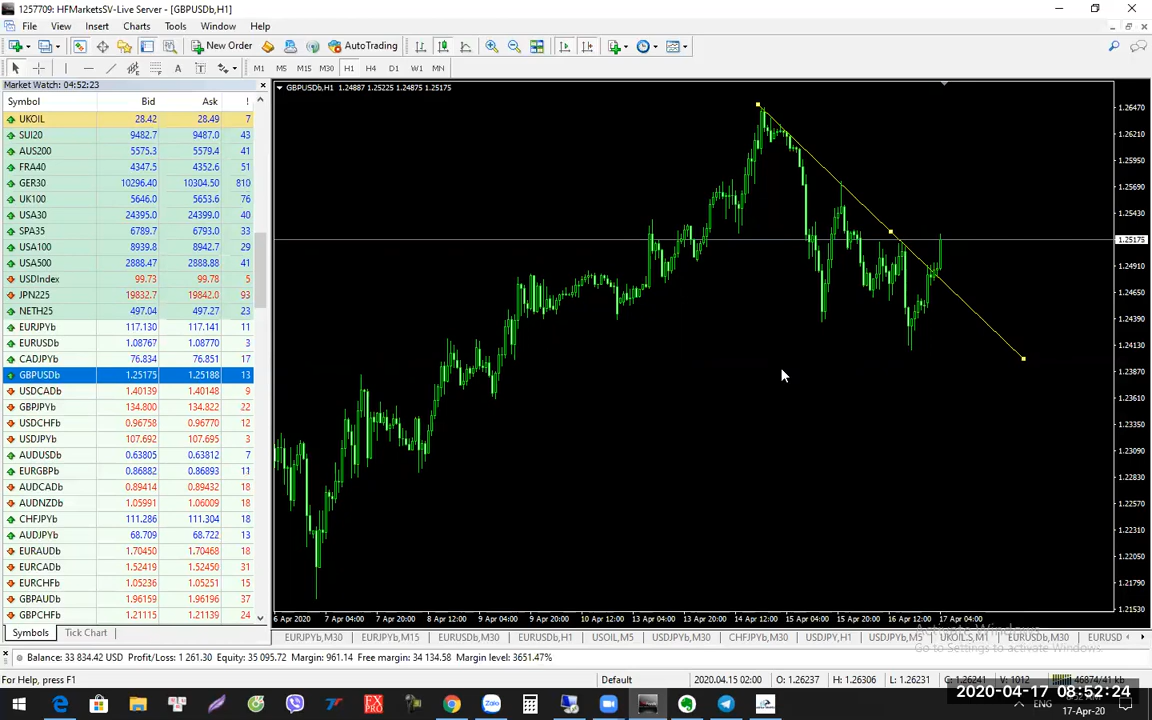 1257709: HFMarketsSV-Live Server - [GBPUSDb,H1]
File View Insert Charts Tools Window Help
New Order AutoTrading
A T M1 M5 M15 M30 H1 H4 D1 W1 MN
Market Watch: 04:52:23
Symbol Bid Ask !
UKOIL 28.42 28.49 7
SUI20 9482.7 9487.0 43
AUS200 5575.3 5579.4 41
FRA40 4347.5 4352.6 51
GER30 10296.40 10304.50 810
UK100 5646.0 5653.6 76
USA30 24395.0 24399.0 40
SPA35 6789.7 6793.0 33
USA100 8939.8 8942.7 29
USA500 2888.47 2888.88 41
USDIndex 99.73 99.78 5
JPN225 19832.7 19842.0 93
NETH25 497.04 497.27 23
EURJPYb 117.130 117.141 11
EURUSDb 1.08767 1.08770 3
CADJPYb 76.834 76.851 17
GBPUSDb 1.25175 1.25188 13
USDCADb 1.40139 1.40148 9
GBPJPYb 134.800 134.822 22
USDCHFb 0.96758 0.96770 12
USDJPYb 107.692 107.695 3
AUDUSDb 0.63805 0.63812 7
EURGBPb 0.86882 0.86893 11
AUDCADb 0.89414 0.89432 18
AUDNZDb 1.05991 1.06009 18
CHFJPYb 111.286 111.304 18
AUDJPYb 68.709 68.722 13
EURAUDb 1.70450 1.70468 18
EURCADb 1.52419 1.52450 31
EURCHFb 1.05236 1.05251 15
GBPAUDb 1.96159 1.96196 37
GBPCHFb 1.21115 1.21139 24
Symbols Tick Chart
GBPUSDb,H1 1.24887 1.25225 1.24875 1.25175
1.26470
1.26210
1.25950
1.25690
1.25430
1.25175
1.24910
1.24650
1.24390
1.24130
1.23870
1.23610
1.23350
1.23090
1.22830
1.22570
1.22310
1.22050
1.21790
1.21530
6 Apr 2020 7 Apr 04:00 7 Apr 20:00 8 Apr 12:00 9 Apr 04:00 9 Apr 20:00 10 Apr 12:00 13 Apr 04:00 13 Apr 20:00 14 Apr 12:00 15 Apr 04:00 15 Apr 20:00 16 Apr 12:00 17 Apr 04:00
Activate Windows
Go to Settings to activate Windows.
EURJPYb,M30 EURJPYb,M15 EURUSDb,M30 EURUSDb,H1 USOIL,M5 USDJPYb,M30 CHFJPYb,M30 USDJPY,H1 USDJPYb,M5 UKOIL.S,M1 EURUSDb,M30 EURUSD
Balance: 33 834.42 USD Profit/Loss: 1 261.30 Equity: 35 095.72 Margin: 961.14 Free margin: 34 134.58 Margin level: 3651.47%
For Help, press F1 Default 2020.04.15 02:00 O: 1.26237 H: 1.26306 L: 1.26231 C: 1.26241 V: 1012 46874/41 kb
2020-04-17 08:52:24
FX PRO Zalo ENG
17-Apr-20